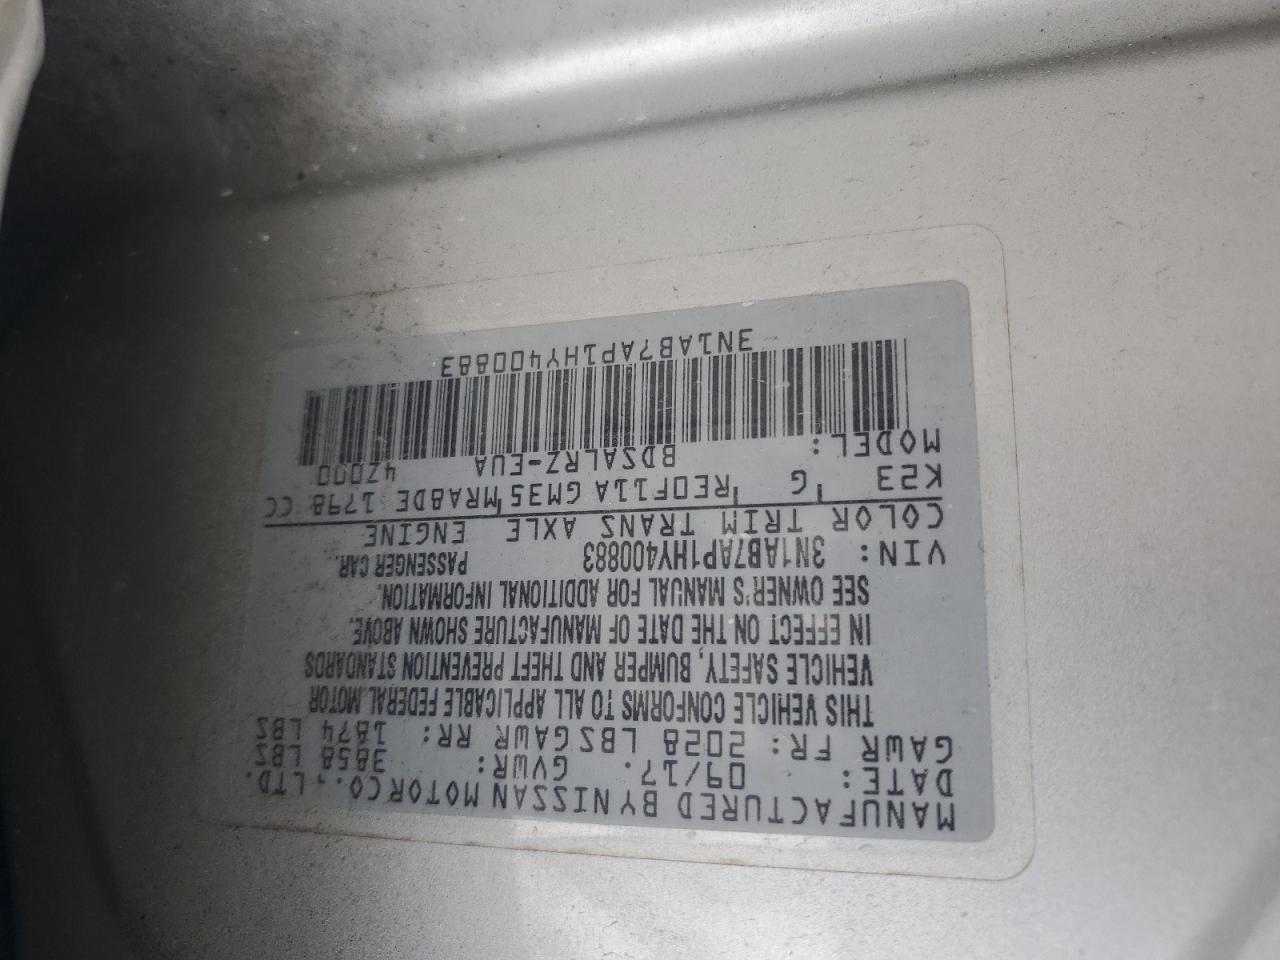 MANUFACTURED BY NISSAN MOTOR CO., LTD.
DATE: 09/17. GVWR: 3858 LBS
GAWR FR: 2028 LBS GAWR RR: 1874 LBS
THIS VEHICLE CONFORMS TO ALL APPLICABLE FEDERAL MOTOR
VEHICLE SAFETY, BUMPER AND THEFT PREVENTION STANDARDS
IN EFFECT ON THE DATE OF MANUFACTURE SHOWN ABOVE.
SEE OWNER'S MANUAL FOR ADDITIONAL INFORMATION.
VIN: 3N1AB7AP1HY400883 PASSENGER CAR.
COLOR TRIM TRANS AXLE ENGINE
K23 G RE0F11A GM35 MRA8DE 1798 CC
MODEL: BDSALRZ-EUA 4Z000
3N1AB7AP1HY400883